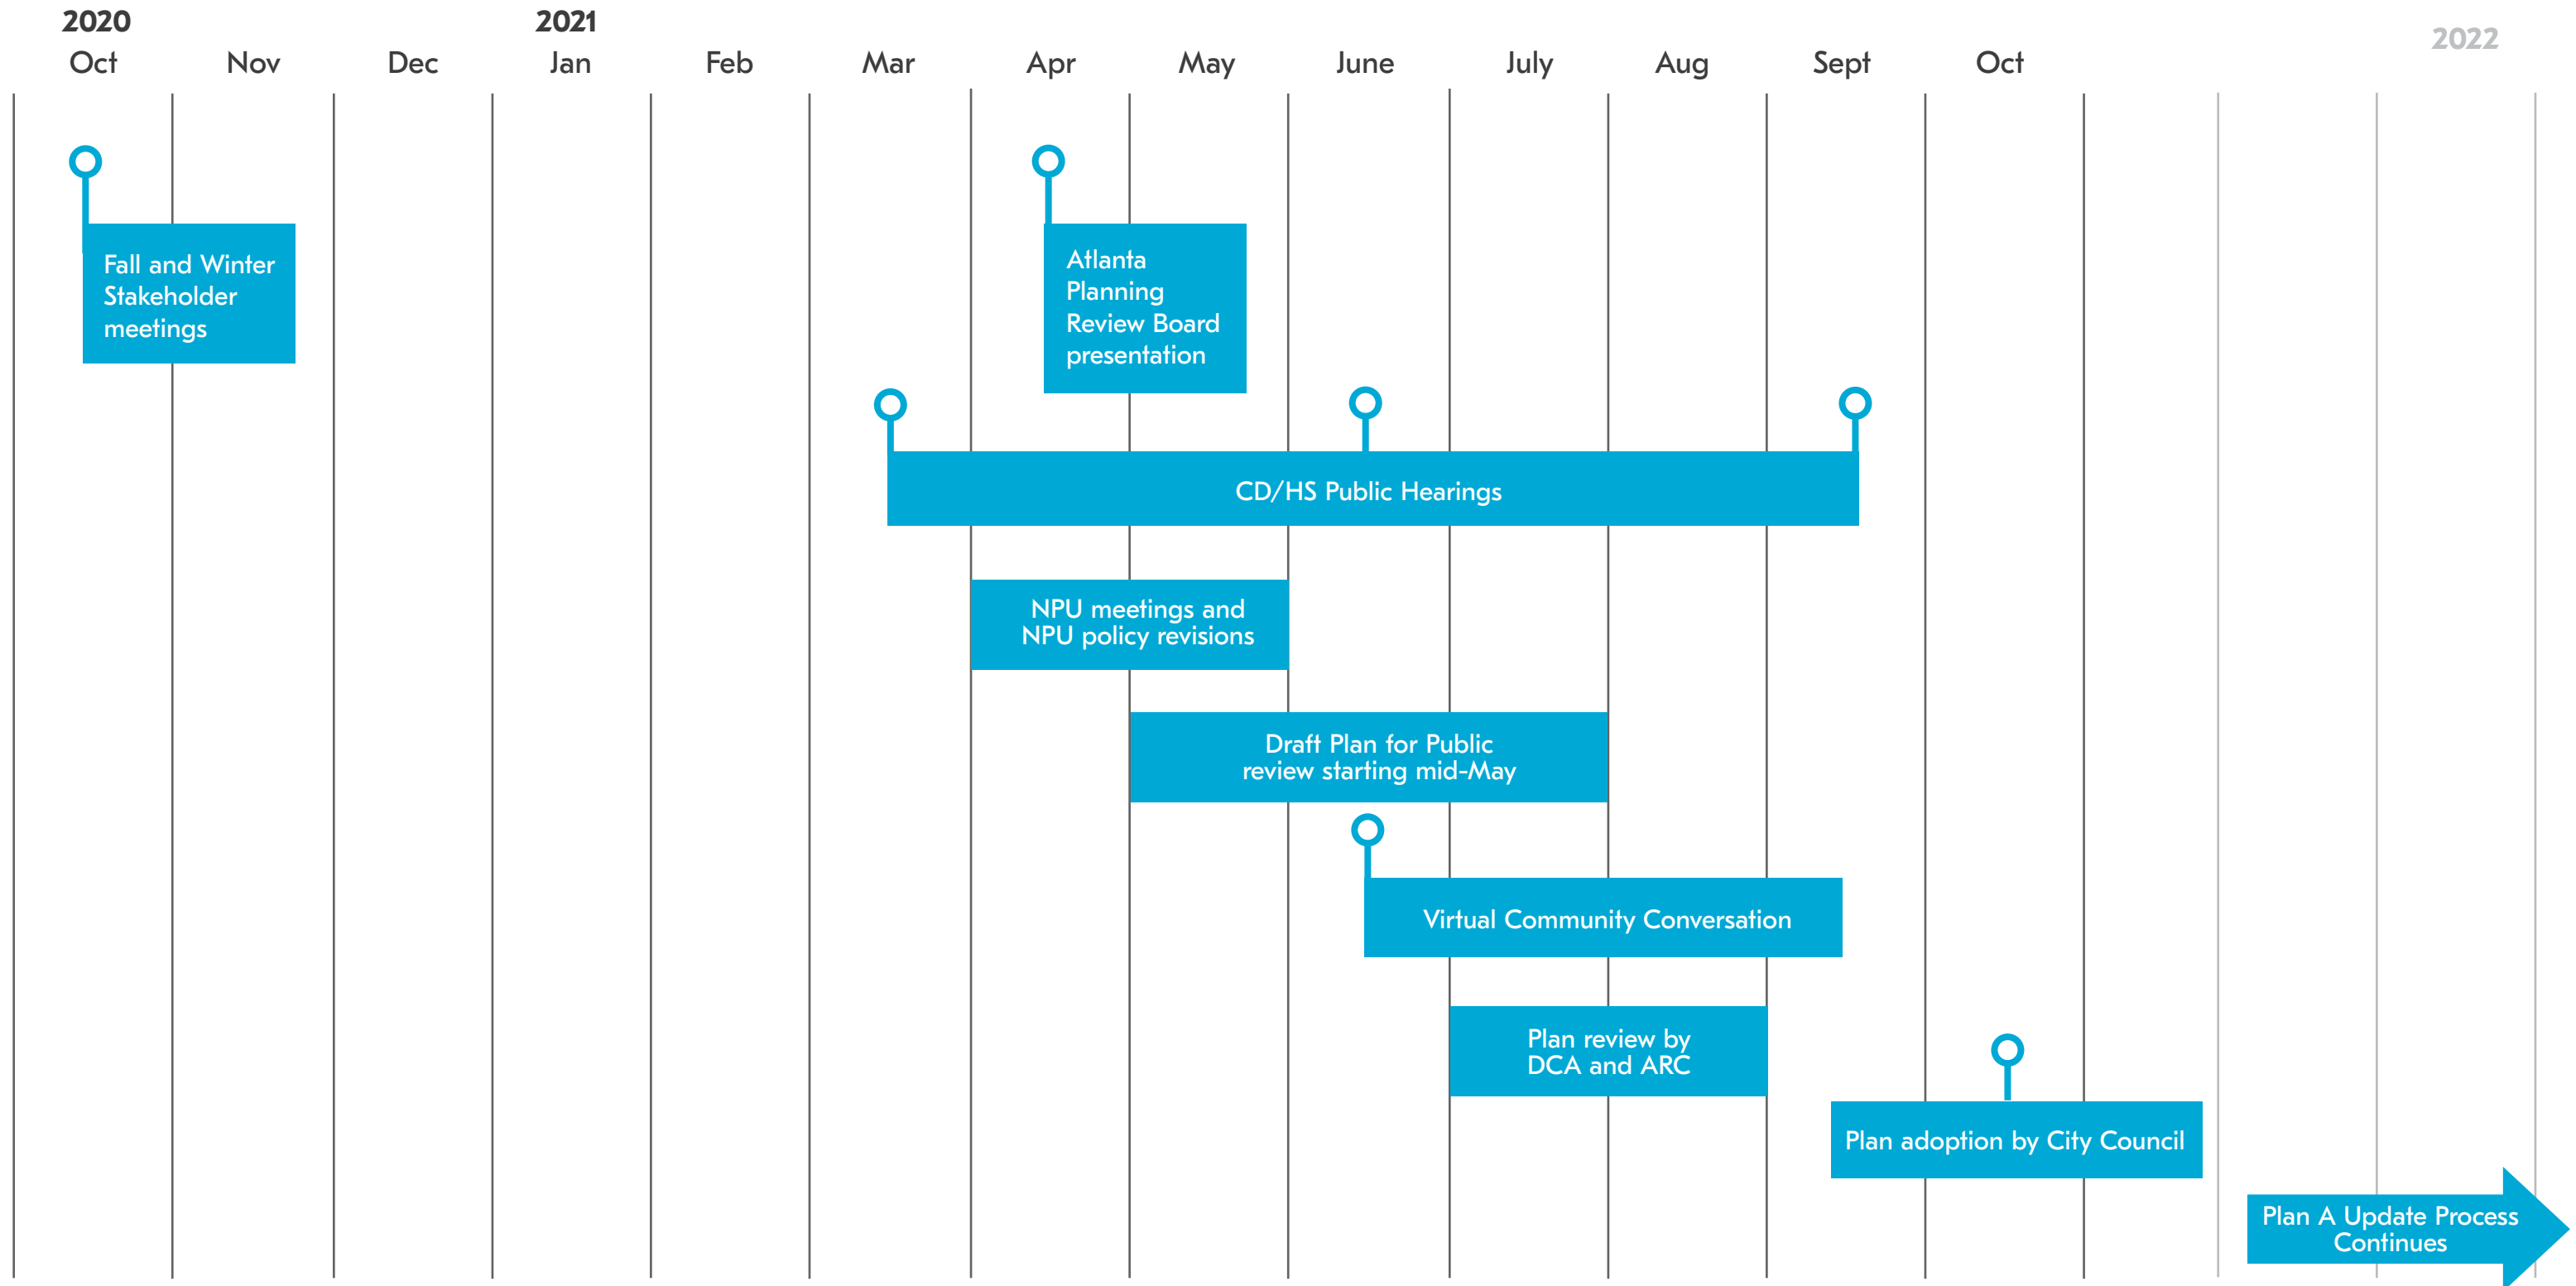 2020
2021
2022
Oct
Nov
Dec
Jan
Feb
Mar
Apr
May
June
July
Aug
Sept
Oct
Fall and Winter
Stakeholder
meetings
Atlanta
Planning
Review Board
presentation
CD/HS Public Hearings
NPU meetings and
NPU policy revisions
Draft Plan for Public
review starting mid-May
Virtual Community Conversation
Plan review by
DCA and ARC
Plan adoption by City Council
Plan A Update Process
Continues